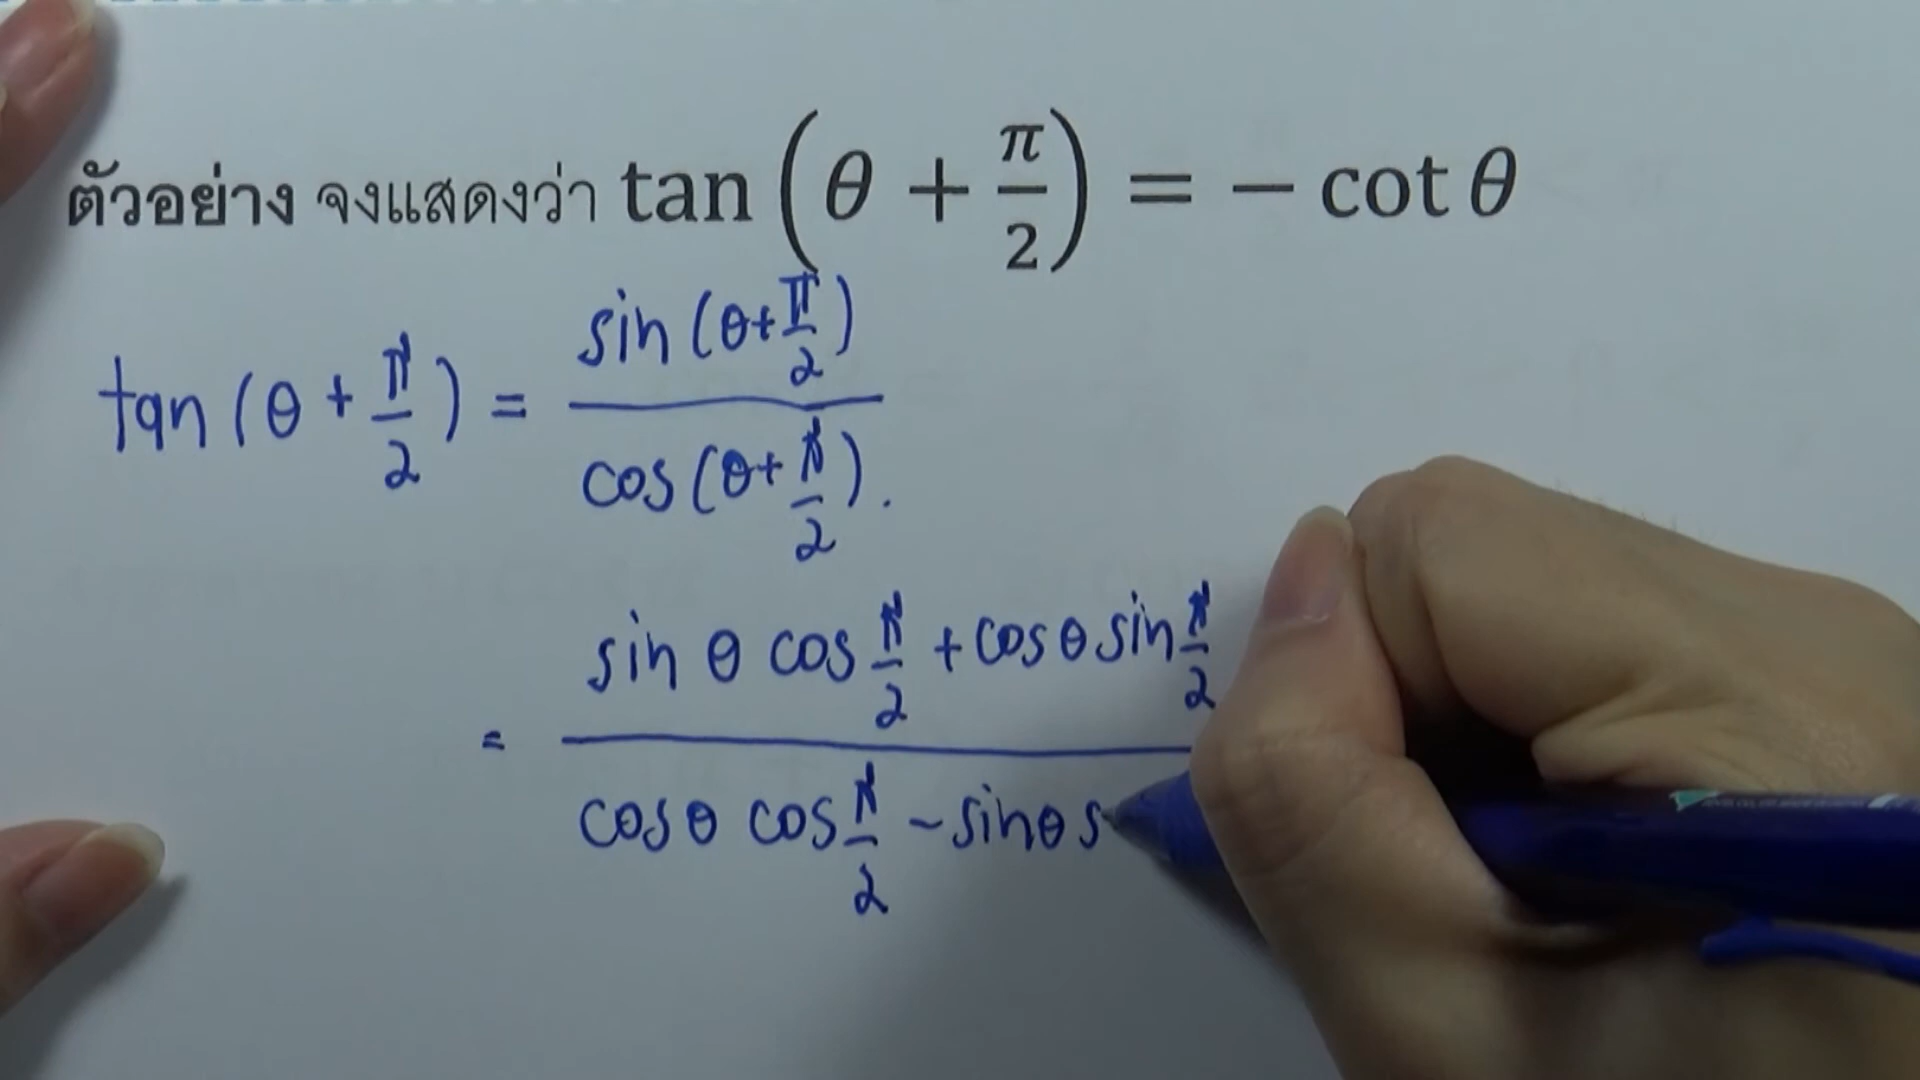 ตัวอย่าง จงแสดงว่า tan(θ + π/2) = − cot θ
tan(θ + π/2) = sin(θ+π/2) / cos(θ+π/2).
= (sin θ cos π/2 + cos θ sin π/2) / (cos θ cos π/2 - sin θ s